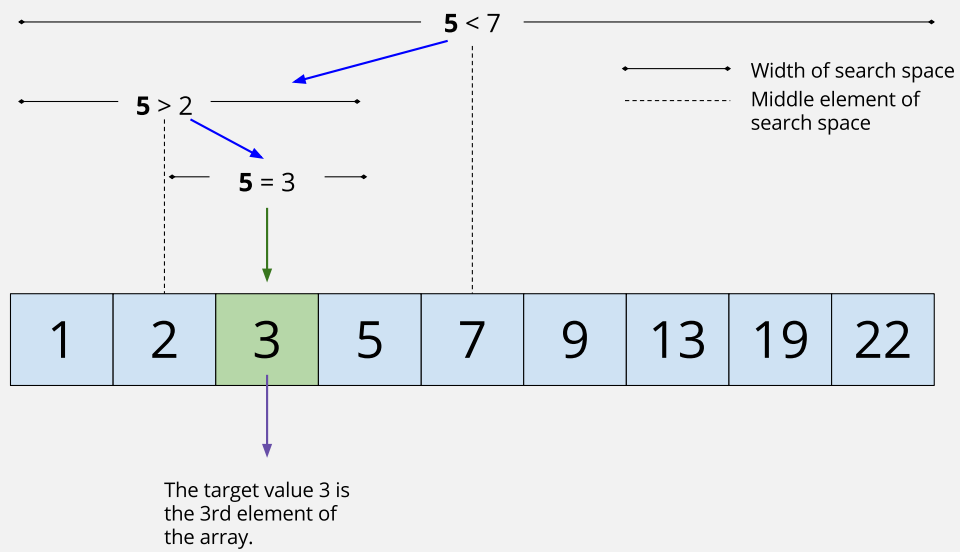 5 < 7
Width of search space
5 > 2
Middle element of
search space
5 = 3
1 2 3 5 7 9 13 19 22
The target value 3 is
the 3rd element of
the array.